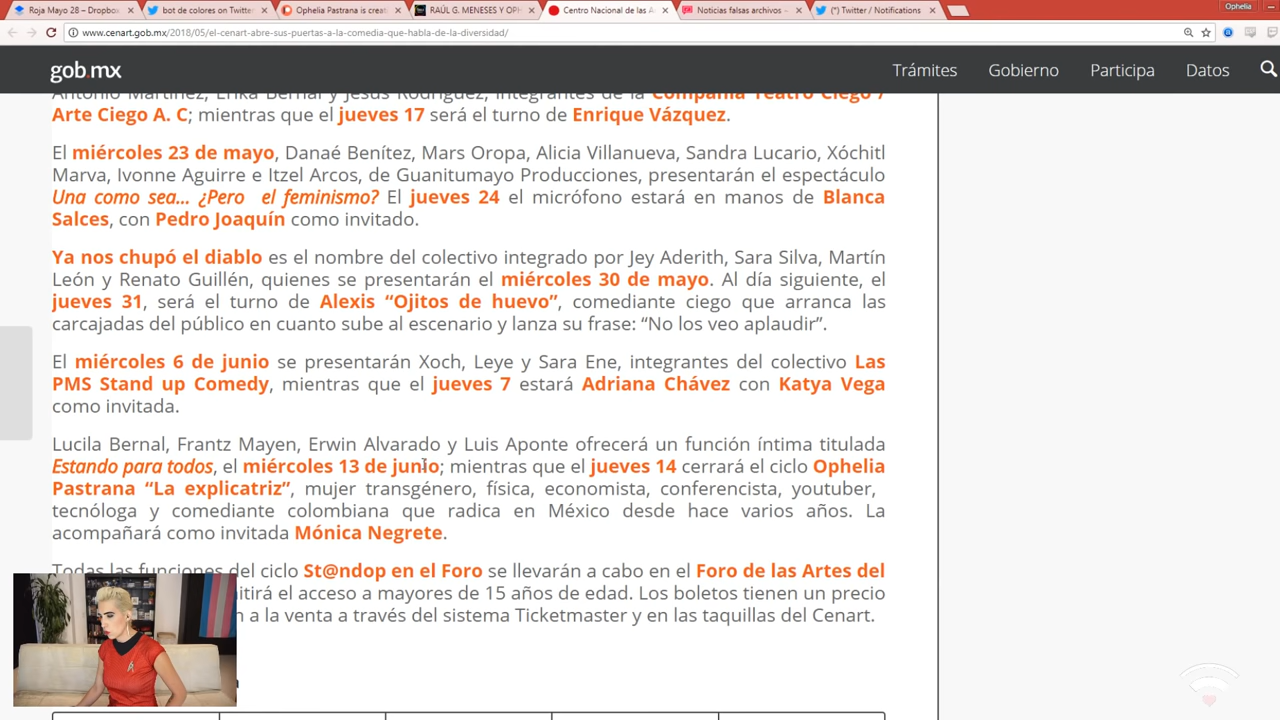 Roja Mayo 28 – Dropbox
bot de colores on Twitter
Ophelia Pastrana is creat
RAÚL G. MENESES Y OPH
Centro Nacional de las A
Noticias falsas archivos –
(*) Twitter / Notifications
Ophelia
www.cenart.gob.mx/2018/05/el-cenart-abre-sus-puertas-a-la-comedia-que-habla-de-la-diversidad/
gob.mx
Trámites Gobierno Participa Datos
Antonio Martínez, Erika Bernal y Jesús Rodríguez, integrantes de la Compañía Teatro Ciego /
Arte Ciego A. C; mientras que el jueves 17 será el turno de Enrique Vázquez.
El miércoles 23 de mayo, Danaé Benítez, Mars Oropa, Alicia Villanueva, Sandra Lucario, Xóchitl
Marva, Ivonne Aguirre e Itzel Arcos, de Guanitumayo Producciones, presentarán el espectáculo
Una como sea... ¿Pero el feminismo? El jueves 24 el micrófono estará en manos de Blanca
Salces, con Pedro Joaquín como invitado.
Ya nos chupó el diablo es el nombre del colectivo integrado por Jey Aderith, Sara Silva, Martín
León y Renato Guillén, quienes se presentarán el miércoles 30 de mayo. Al día siguiente, el
jueves 31, será el turno de Alexis “Ojitos de huevo”, comediante ciego que arranca las
carcajadas del público en cuanto sube al escenario y lanza su frase: “No los veo aplaudir”.
El miércoles 6 de junio se presentarán Xoch, Leye y Sara Ene, integrantes del colectivo Las
PMS Stand up Comedy, mientras que el jueves 7 estará Adriana Chávez con Katya Vega
como invitada.
Lucila Bernal, Frantz Mayen, Erwin Alvarado y Luis Aponte ofrecerá un función íntima titulada
Estando para todos, el miércoles 13 de junio; mientras que el jueves 14 cerrará el ciclo Ophelia
Pastrana “La explicatriz”, mujer transgénero, física, economista, conferencista, youtuber,
tecnóloga y comediante colombiana que radica en México desde hace varios años. La
acompañará como invitada Mónica Negrete.
Todas las funciones del ciclo St@ndop en el Foro se llevarán a cabo en el Foro de las Artes del
itirá el acceso a mayores de 15 años de edad. Los boletos tienen un precio
a la venta a través del sistema Ticketmaster y en las taquillas del Cenart.